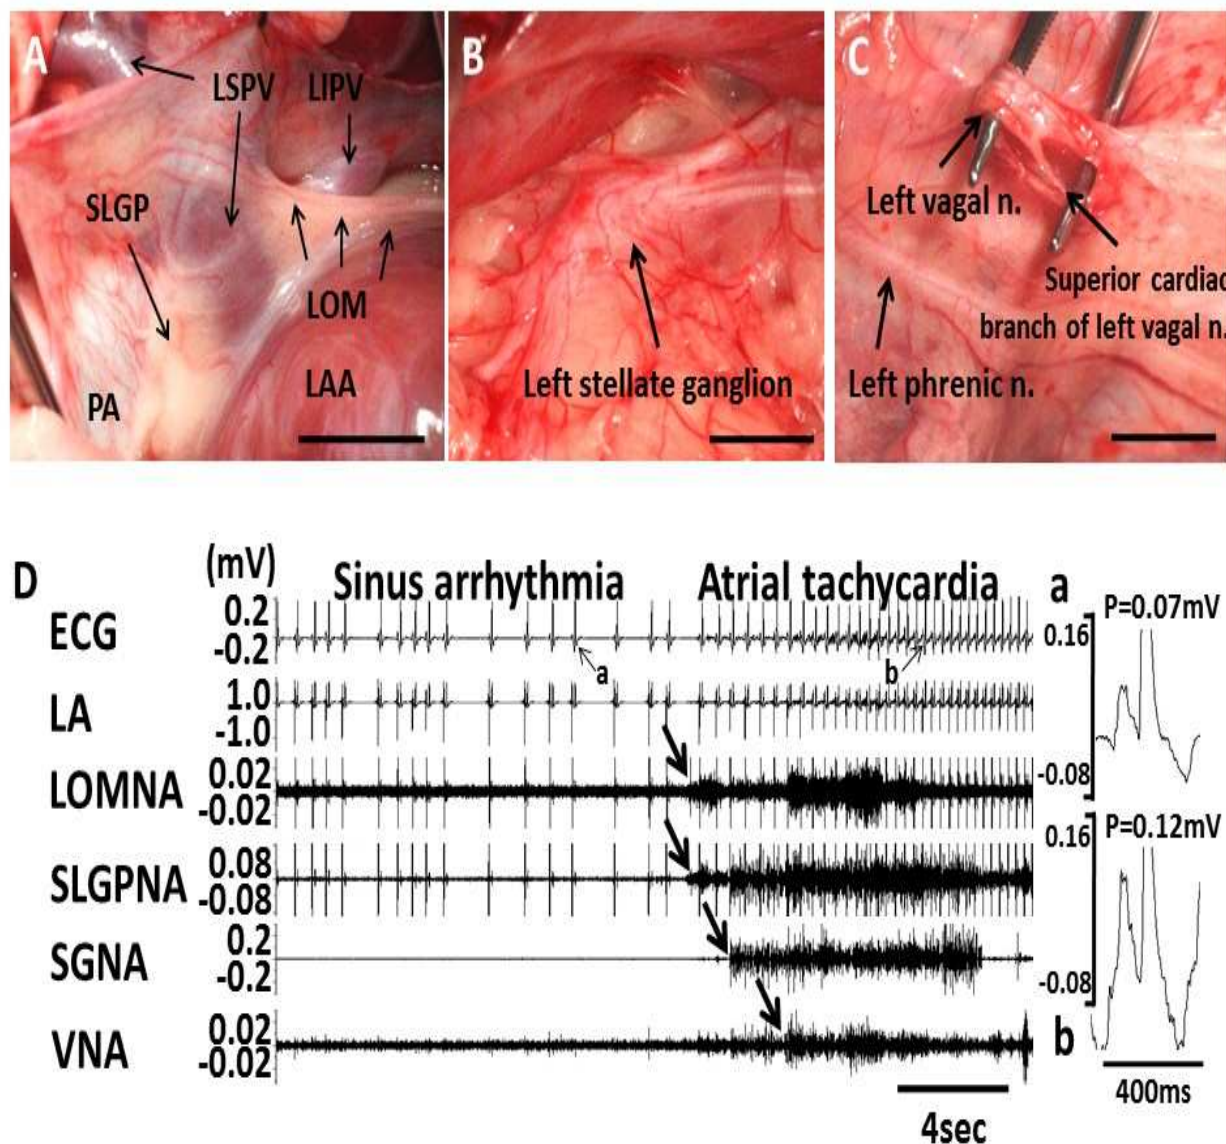 A
LSPV LIPV
SLGP
LOM
PA LAA
B
Left stellate ganglion
C
Left vagal n.
Superior cardiac
branch of left vagal n.
Left phrenic n.
D (mV) Sinus arrhythmia Atrial tachycardia
ECG 0.2
-0.2
a b
LA 1.0
-1.0
LOMNA 0.02
-0.02
SLGPNA 0.08
-0.08
SGNA 0.2
-0.2
VNA 0.02
-0.02
4sec
a P=0.07mV
0.16
-0.08
P=0.12mV
0.16
-0.08
b
400ms